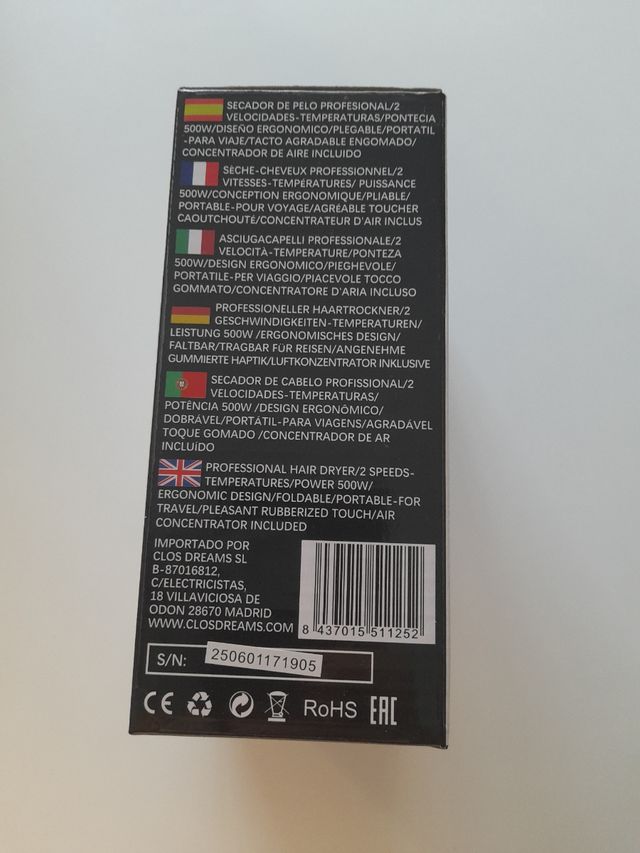 SECADOR DE PELO PROFESIONAL/2
VELOCIDADES-TEMPERATURAS/PONTECIA
500W/DISEÑO ERGONOMICO/PLEGABLE/PORTATIL
-PARA VIAJE/TACTO AGRADABLE ENGOMADO/
CONCENTRADOR DE AIRE INCLUIDO
SÈCHE-CHEVEUX PROFESSIONNEL/2
VITESSES-TEMPÉRATURES/ PUISSANCE
500W/CONCEPTION ERGONOMIQUE/PLIABLE/
PORTABLE-POUR VOYAGE/AGRÉABLE TOUCHER
CAOUTCHOUTÉ/CONCENTRATEUR D'AIR INCLUS
ASCIUGACAPELLI PROFESSIONALE/2
VELOCITÀ-TEMPERATURE/PONTEZA
500W/DESIGN ERGONOMICO/PIEGHEVOLE/
PORTATILE-PER VIAGGIO/PIACEVOLE TOCCO
GOMMATO/CONCENTRATORE D'ARIA INCLUSO
PROFESSIONELLER HAARTROCKNER/2
GESCHWINDIGKEITEN-TEMPERATUREN/
LEISTUNG 500W /ERGONOMISCHES DESIGN/
FALTBAR/TRAGBAR FÜR REISEN/ANGENEHME
GUMMIERTE HAPTIK/LUFTKONZENTRATOR INKLUSIVE
SECADOR DE CABELO PROFISSIONAL/2
VELOCIDADES-TEMPERATURAS/
POTÊNCIA 500W /DESIGN ERGONÔMICO/
DOBRÁVEL/PORTÁTIL-PARA VIAGENS/AGRADÁVEL
TOQUE GOMADO /CONCENTRADOR DE AR
INCLUÍDO
PROFESSIONAL HAIR DRYER/2 SPEEDS-
TEMPERATURES/POWER 500W/
ERGONOMIC DESIGN/FOLDABLE/PORTABLE-FOR
TRAVEL/PLEASANT RUBBERIZED TOUCH/AIR
CONCENTRATOR INCLUDED
IMPORTADO POR
CLOS DREAMS SL
B-87016812,
C/ELECTRICISTAS,
18 VILLAVICIOSA DE
ODON 28670 MADRID
WWW.CLOSDREAMS.COM
8 437015 511252
S/N: 250601171905
CE RoHS EAC